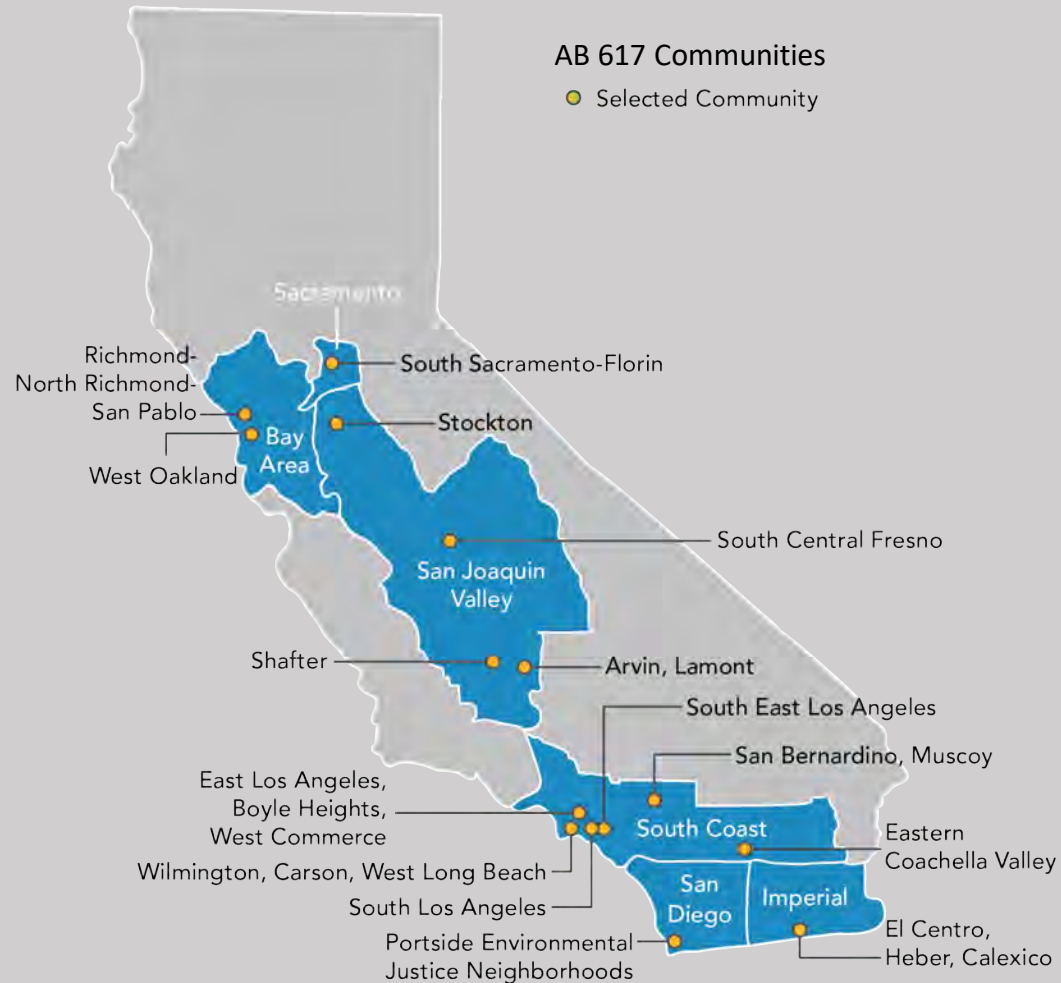 AB 617 Communities
Selected Community
Sacramento
Richmond-
North Richmond-
San Pablo
South Sacramento-Florin
Stockton
Bay
Area
West Oakland
South Central Fresno
San Joaquin
Valley
Shafter
Arvin, Lamont
South East Los Angeles
San Bernardino, Muscoy
East Los Angeles,
Boyle Heights,
West Commerce
South Coast
Eastern
Coachella Valley
Wilmington, Carson, West Long Beach
San
Diego
Imperial
South Los Angeles
Portside Environmental
Justice Neighborhoods
El Centro,
Heber, Calexico